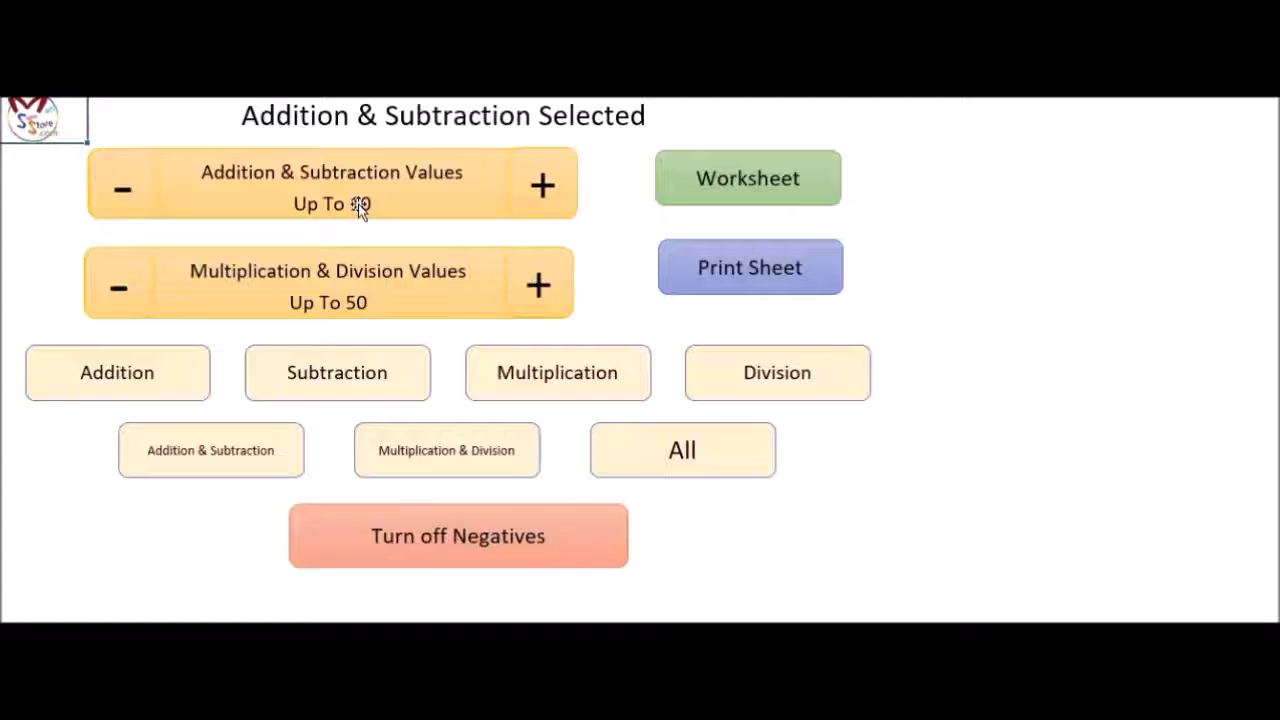 Addition & Subtraction Selected
Addition & Subtraction Values
-
+
Up To
Worksheet
Print Sheet
Multiplication & Division Values
-
+
Up To 50
Addition
Subtraction
Multiplication
Division
Addition & Subtraction
Multiplication & Division
All
Turn off Negatives